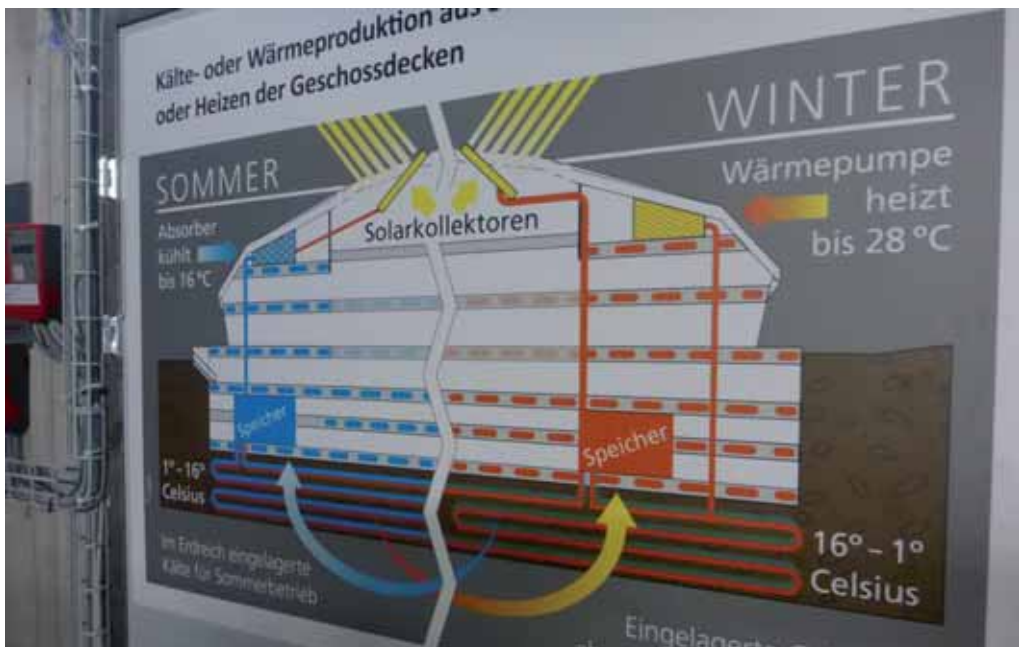 Kälte- oder Wärmeproduktion aus
oder Heizen der Geschossdecken
SOMMER
Absorber
kühlt
bis 16 °C
WINTER
Wärmepumpe
heizt
bis 28 °C
Solarkollektoren
Speicher
Speicher
1° - 16°
Celsius
16° – 1°
Celsius
Im Erdreich eingelagerte
Kälte für Sommerbetrieb
Eingelagerte